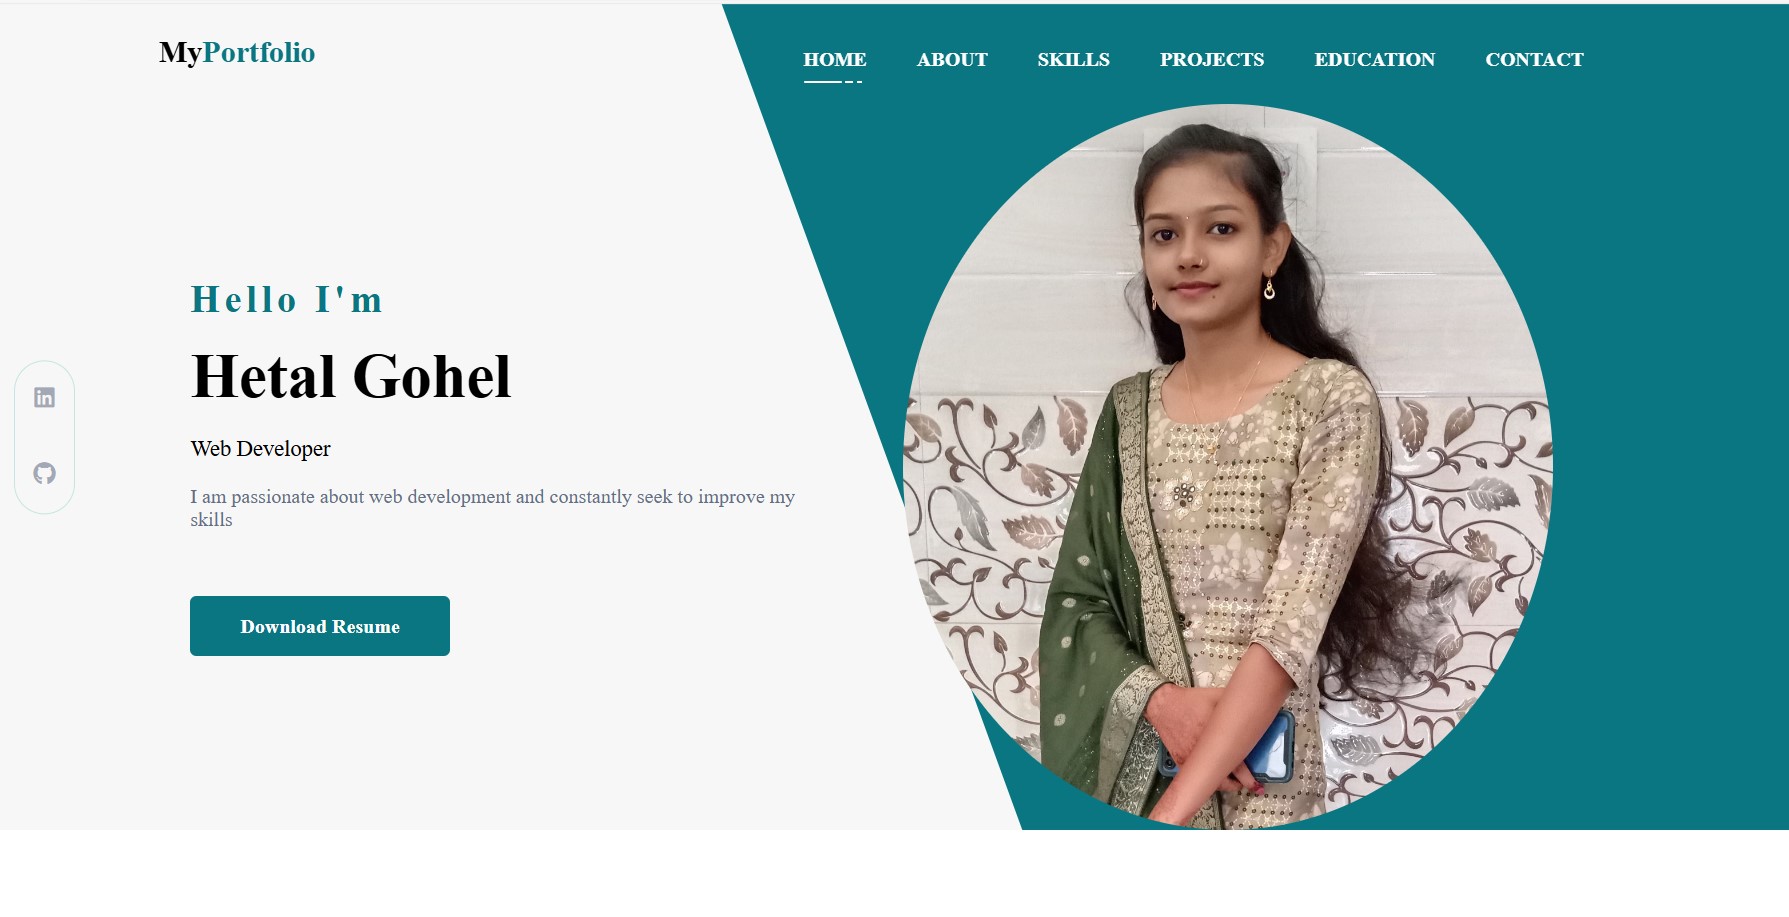 MyPortfolio
HOME ABOUT SKILLS PROJECTS EDUCATION CONTACT
Hello I'm
Hetal Gohel
Web Developer
I am passionate about web development and constantly seek to improve my
skills
Download Resume
in